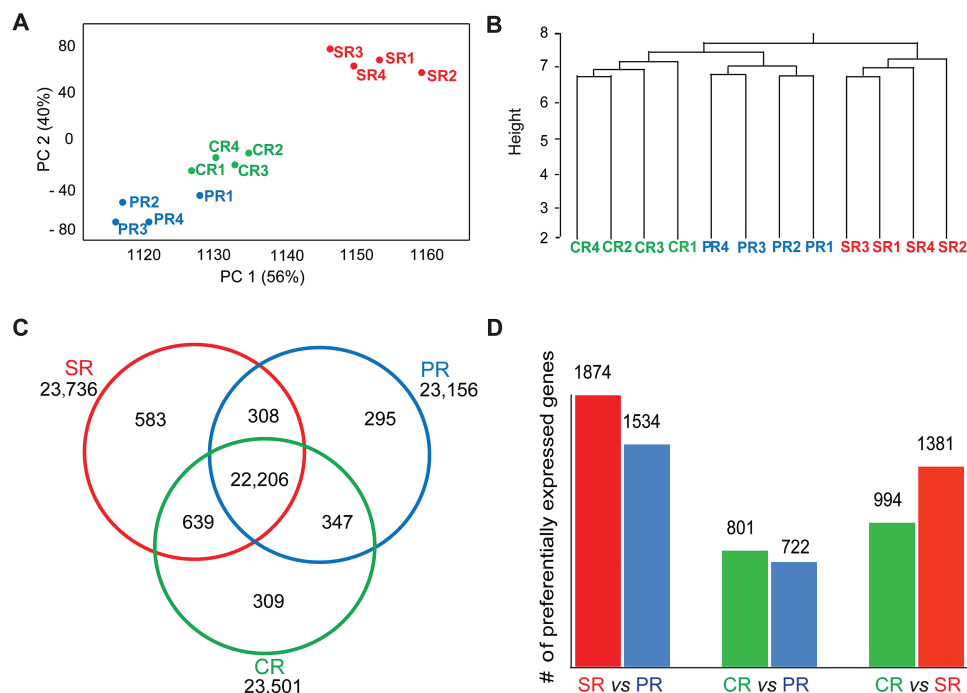 A
80
40
0
- 40
- 80
PC 2 (40%)
SR3
SR1
SR4
SR2
CR4
CR2
CR1
CR3
PR2
PR1
PR3
PR4
1120
1130
1140
1150
1160
PC 1 (56%)
B
8
7
6
5
4
3
2
Height
CR4 CR2 CR3 CR1 PR4 PR3 PR2 PR1 SR3 SR1 SR4 SR2
C
SR
23,736
PR
23,156
583
308
295
22,206
639
347
309
CR
23.501
D
# of preferentially expressed genes
1874
1534
801
722
994
1381
SR vs PR
CR vs PR
CR vs SR